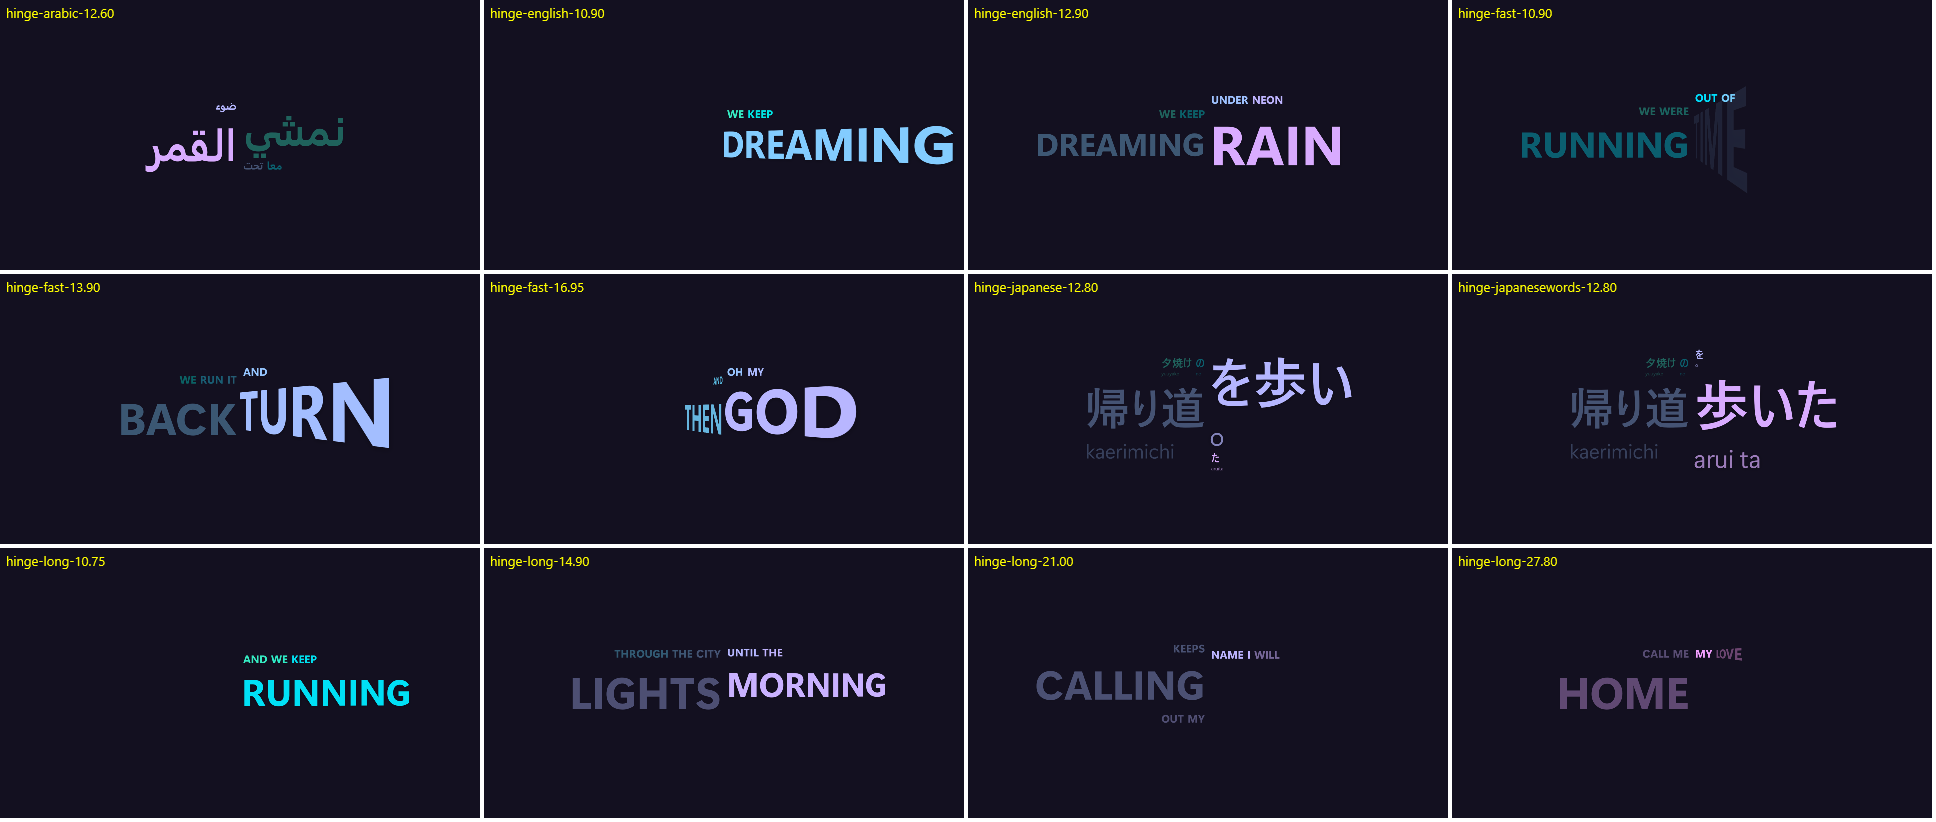 hinge-arabic-12.60
ضوء
نمشي
القمر
معا تحت
hinge-english-10.90
WE KEEP
DREAMING
hinge-english-12.90
UNDER NEON
WE KEEP
DREAMING RAIN
hinge-fast-10.90
OUT OF
WE WERE
RUNNING TIME
hinge-fast-13.90
AND
WE RUN IT
BACK TURN
hinge-fast-16.95
OH MY
AND
THEN GOD
hinge-japanese-12.80
夕焼け の
を歩い
帰り道
kaerimichi
o
た
hinge-japanesewords-12.80
を
夕焼け の
帰り道 歩いた
kaerimichi
arui ta
hinge-long-10.75
AND WE KEEP
RUNNING
hinge-long-14.90
THROUGH THE CITY UNTIL THE
LIGHTS MORNING
hinge-long-21.00
KEEPS
NAME I WILL
CALLING
OUT MY
hinge-long-27.80
CALL ME MY LOVE
HOME